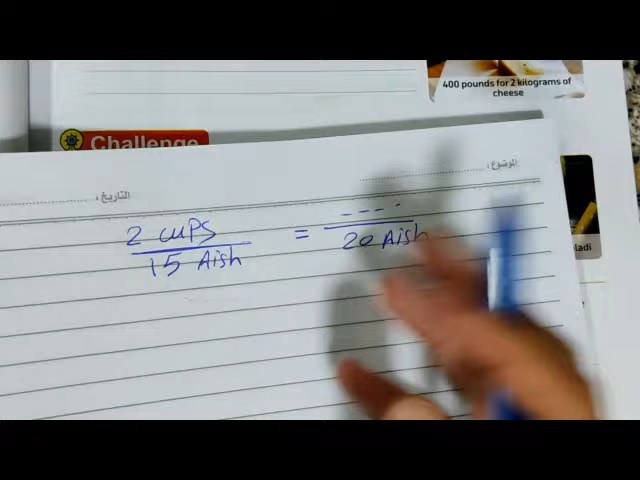 400 pounds for 2 kilograms of
cheese
Challenge
الموضوع :
التاريخ :
2 cups = ----
15 Aish 20 Aish
ladi